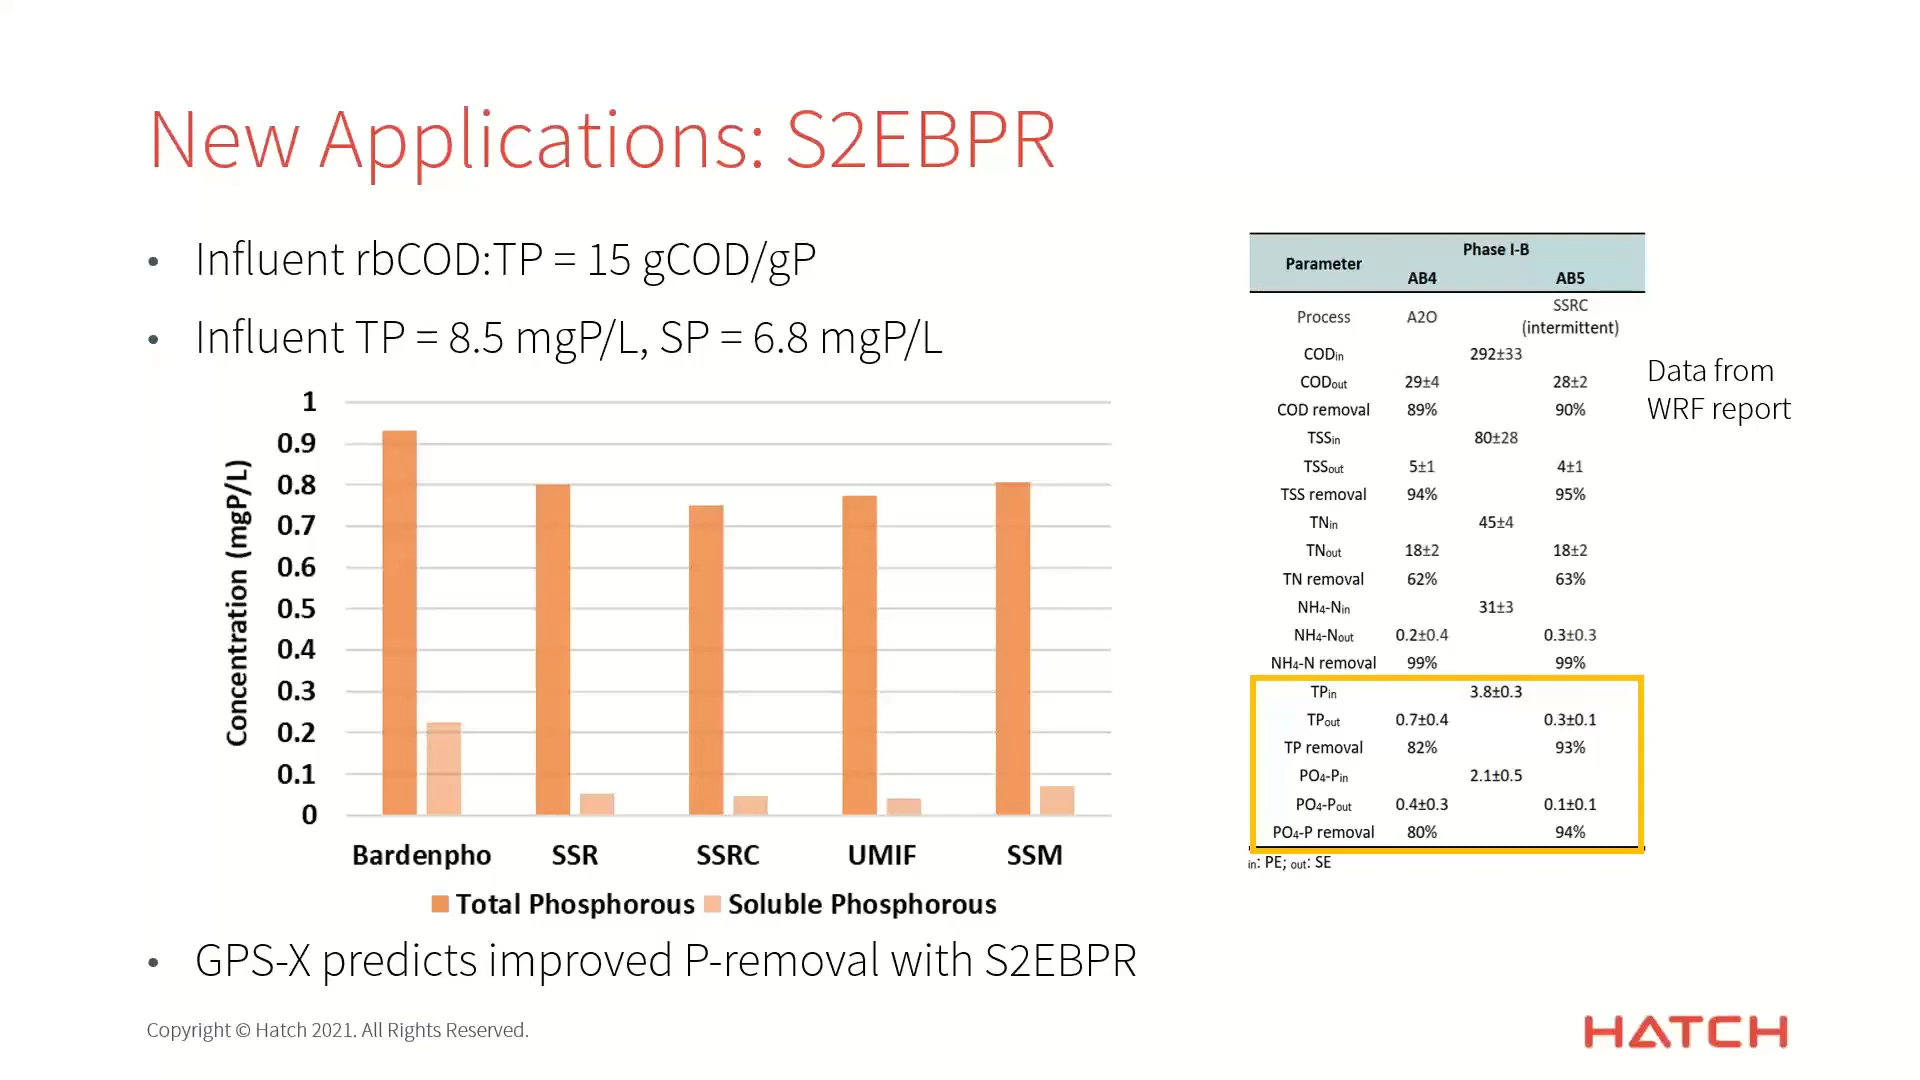 New Applications: S2EBPR
• Influent rbCOD:TP = 15 gCOD/gP
• Influent TP = 8.5 mgP/L, SP = 6.8 mgP/L
Concentration (mgP/L)
1
0.9
0.8
0.7
0.6
0.5
0.4
0.3
0.2
0.1
0
Bardenpho SSR SSRC UMIF SSM
Total Phosphorous Soluble Phosphorous
• GPS-X predicts improved P-removal with S2EBPR
Parameter Phase I-B
AB4 AB5
Process A2O SSRC
(intermittent)
CODin 292±33
CODout 29±4 28±2
COD removal 89% 90%
TSSin 80±28
TSSout 5±1 4±1
TSS removal 94% 95%
TNin 45±4
TNout 18±2 18±2
TN removal 62% 63%
NH4-Nin 31±3
NH4-Nout 0.2±0.4 0.3±0.3
NH4-N removal 99% 99%
TPin 3.8±0.3
TPout 0.7±0.4 0.3±0.1
TP removal 82% 93%
PO4-Pin 2.1±0.5
PO4-Pout 0.4±0.3 0.1±0.1
PO4-P removal 80% 94%
in: PE; out: SE
Data from
WRF report
Copyright © Hatch 2021. All Rights Reserved.
HATCH